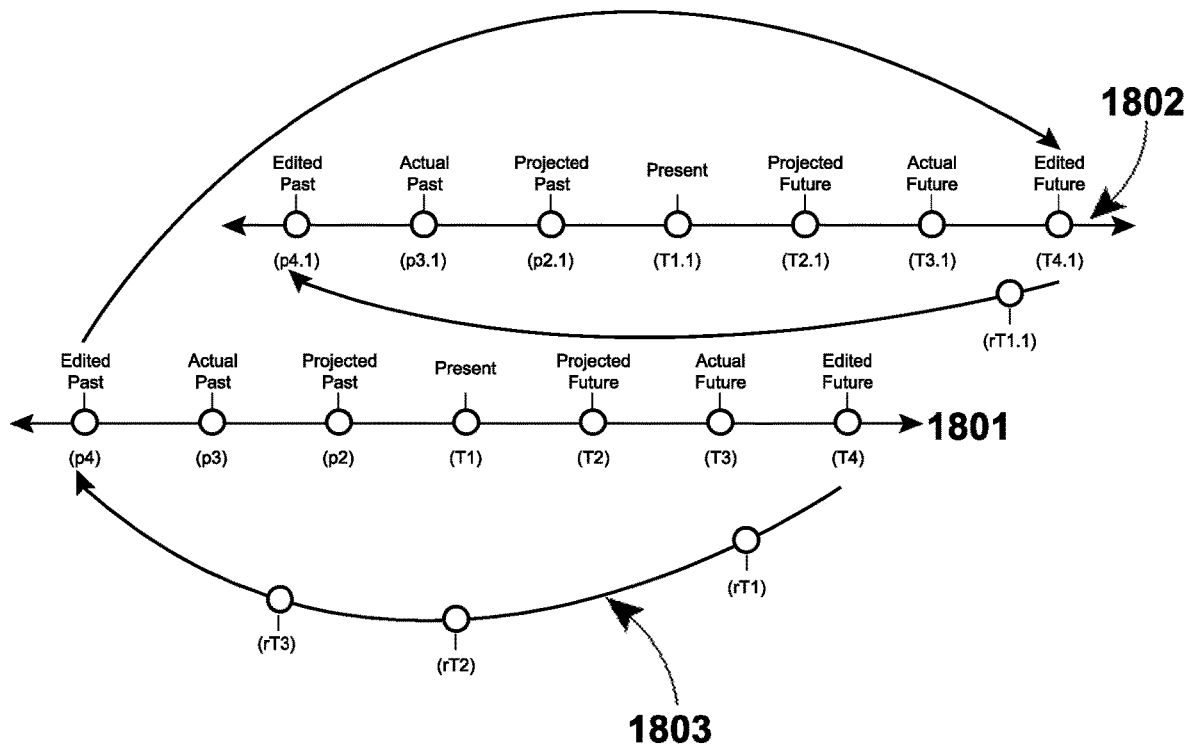 1802
Edited
Past
Actual
Past
Projected
Past
Present
Projected
Future
Actual
Future
Edited
Future
(p4.1)
(p3.1)
(p2.1)
(T1.1)
(T2.1)
(T3.1)
(T4.1)
(rT1.1)
Edited
Past
Actual
Past
Projected
Past
Present
Projected
Future
Actual
Future
Edited
Future
1801
(p4)
(p3)
(p2)
(T1)
(T2)
(T3)
(T4)
(rT1)
(rT3)
(rT2)
1803